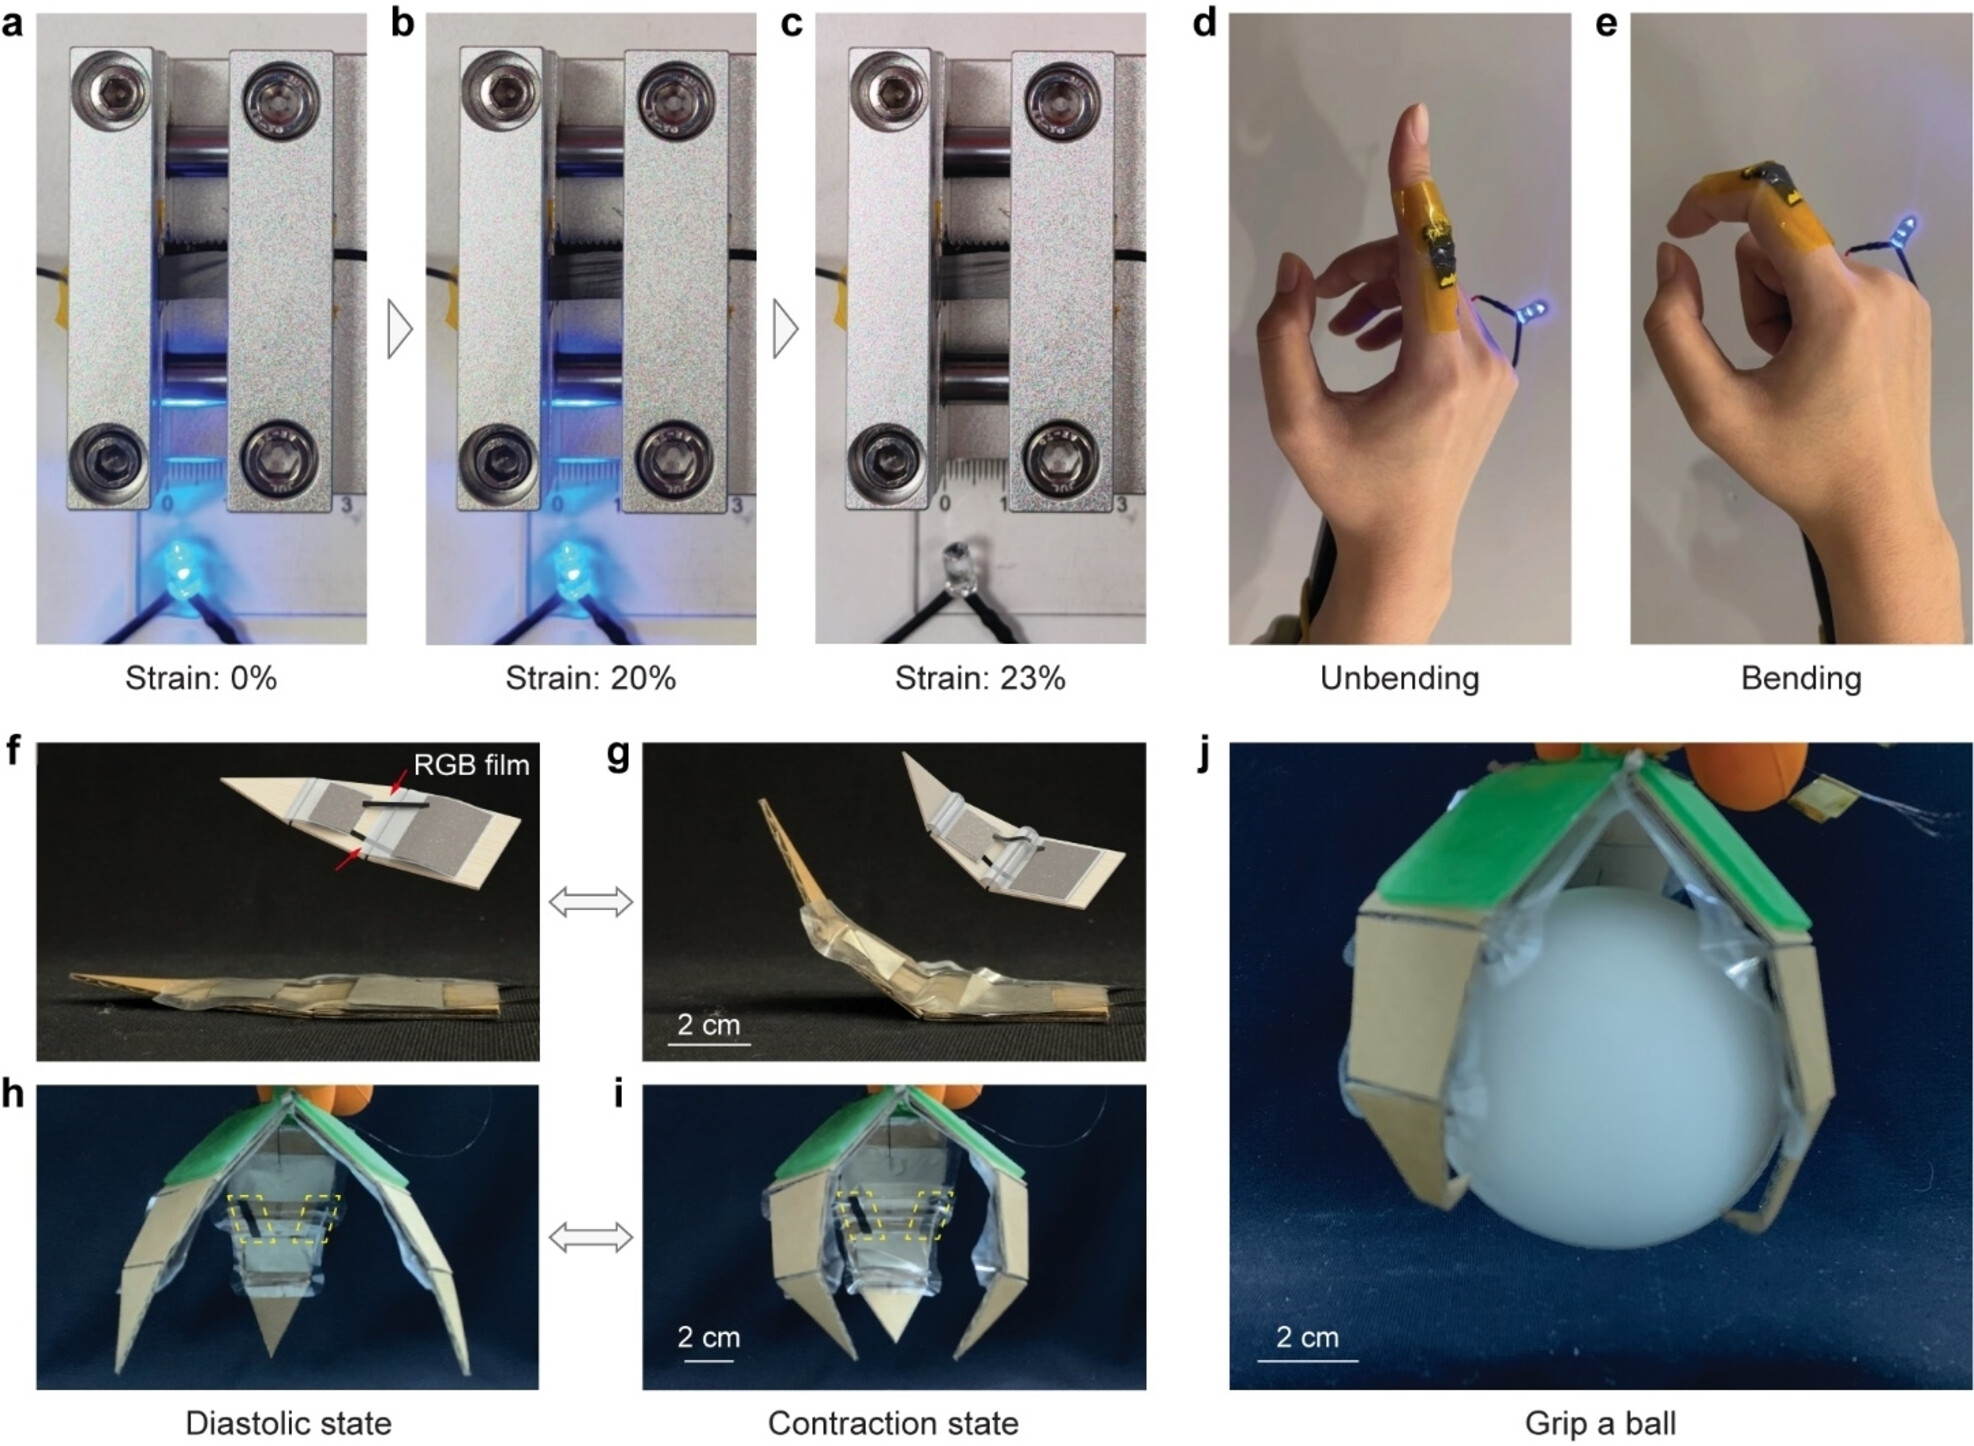 a
b
c
d
e
0
3
0
1
3
0
1
3
Strain: 0%
Strain: 20%
Strain: 23%
Unbending
Bending
f
RGB film
g
2 cm
j
h
i
2 cm
2 cm
Diastolic state
Contraction state
Grip a ball